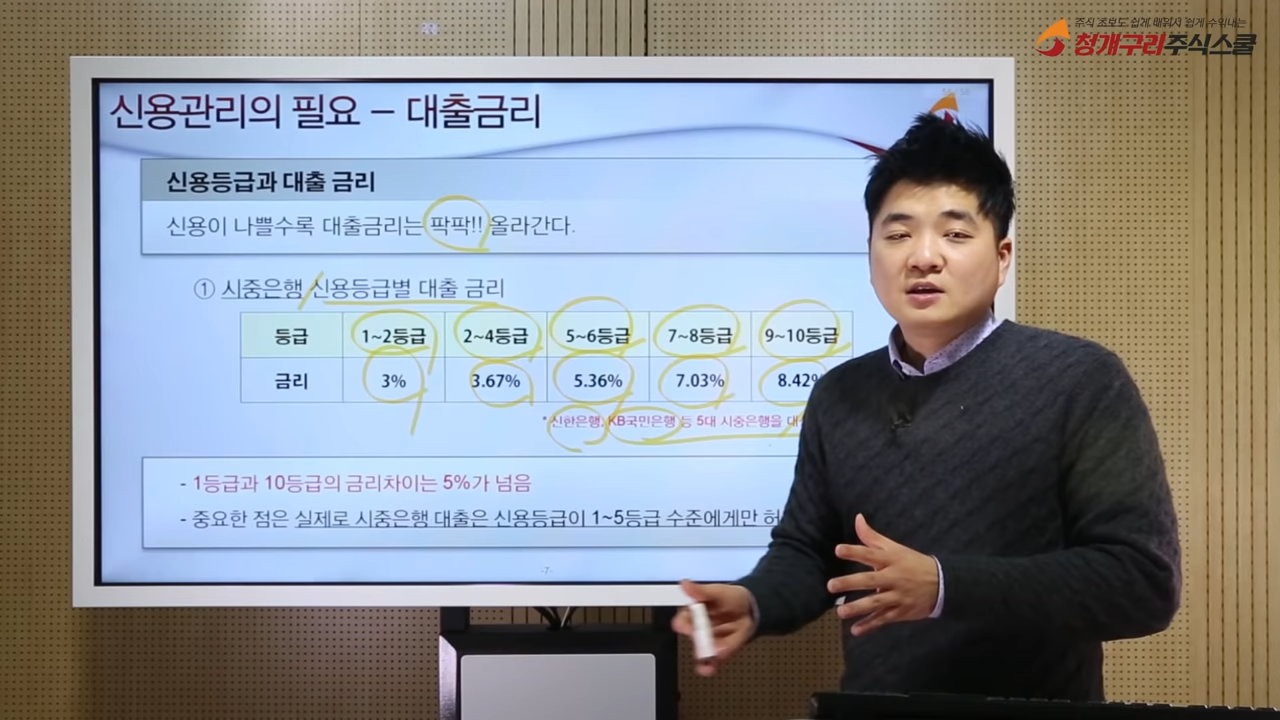 주식 초보도 쉽게 배워서 쉽게 수익내는
청개구리주식스쿨
신용관리의 필요 – 대출금리
신용등급과 대출 금리
신용이 나쁠수록 대출금리는 팍팍!! 올라간다.
① 시중은행 신용등급별 대출 금리
등급 1~2등급 2~4등급 5~6등급 7~8등급 9~10등급
금리 3% 3.67% 5.36% 7.03% 8.42%
* 신한은행, KB국민은행 등 5대 시중은행을
- 1등급과 10등급의 금리차이는 5%가 넘음
- 중요한 점은 실제로 시중은행 대출은 신용등급이 1~5등급 수준에게만
-7-